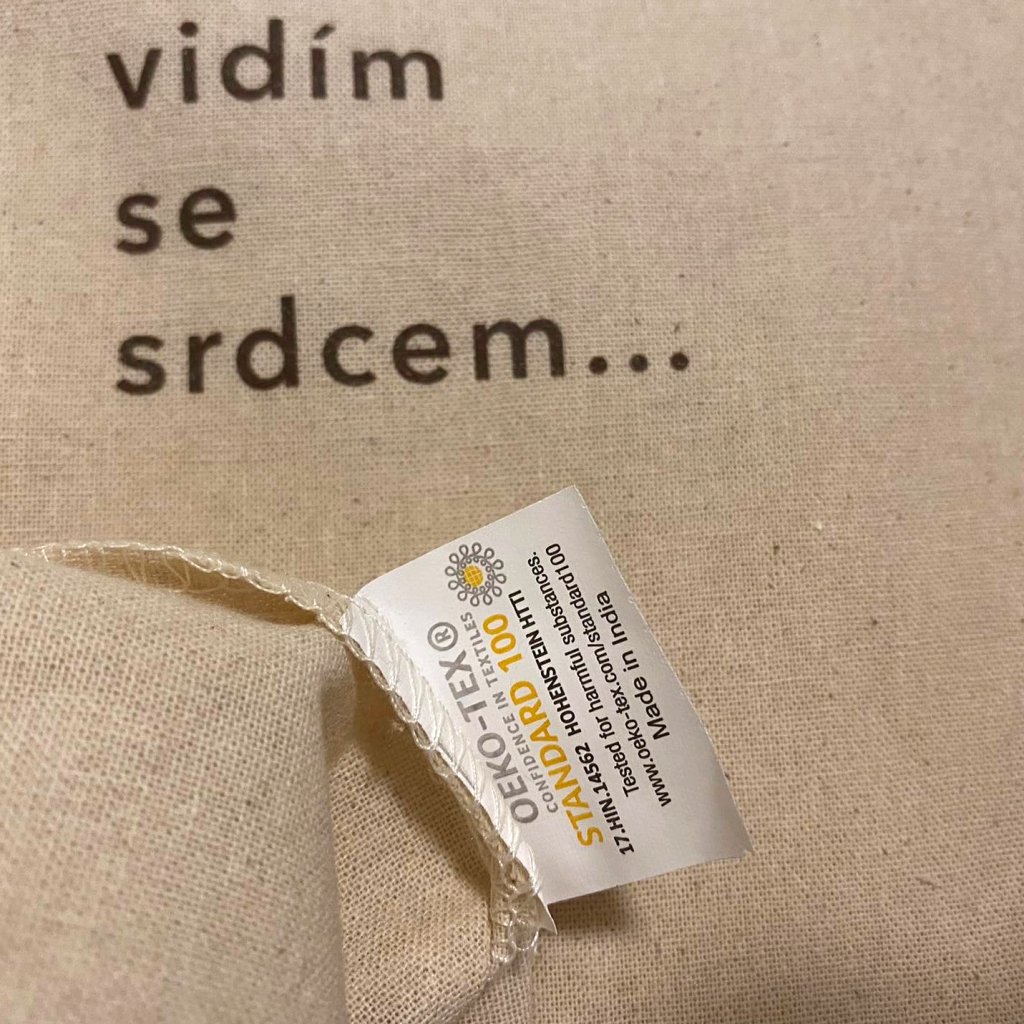 vidím
se
srdcem...
OEKO-TEX®
CONFIDENCE IN TEXTILES
STANDARD 100
17.HIN.14562 HOHENSTEIN HTTI
Tested for harmful substances.
www.oeko-tex.com/standard100
Made in India